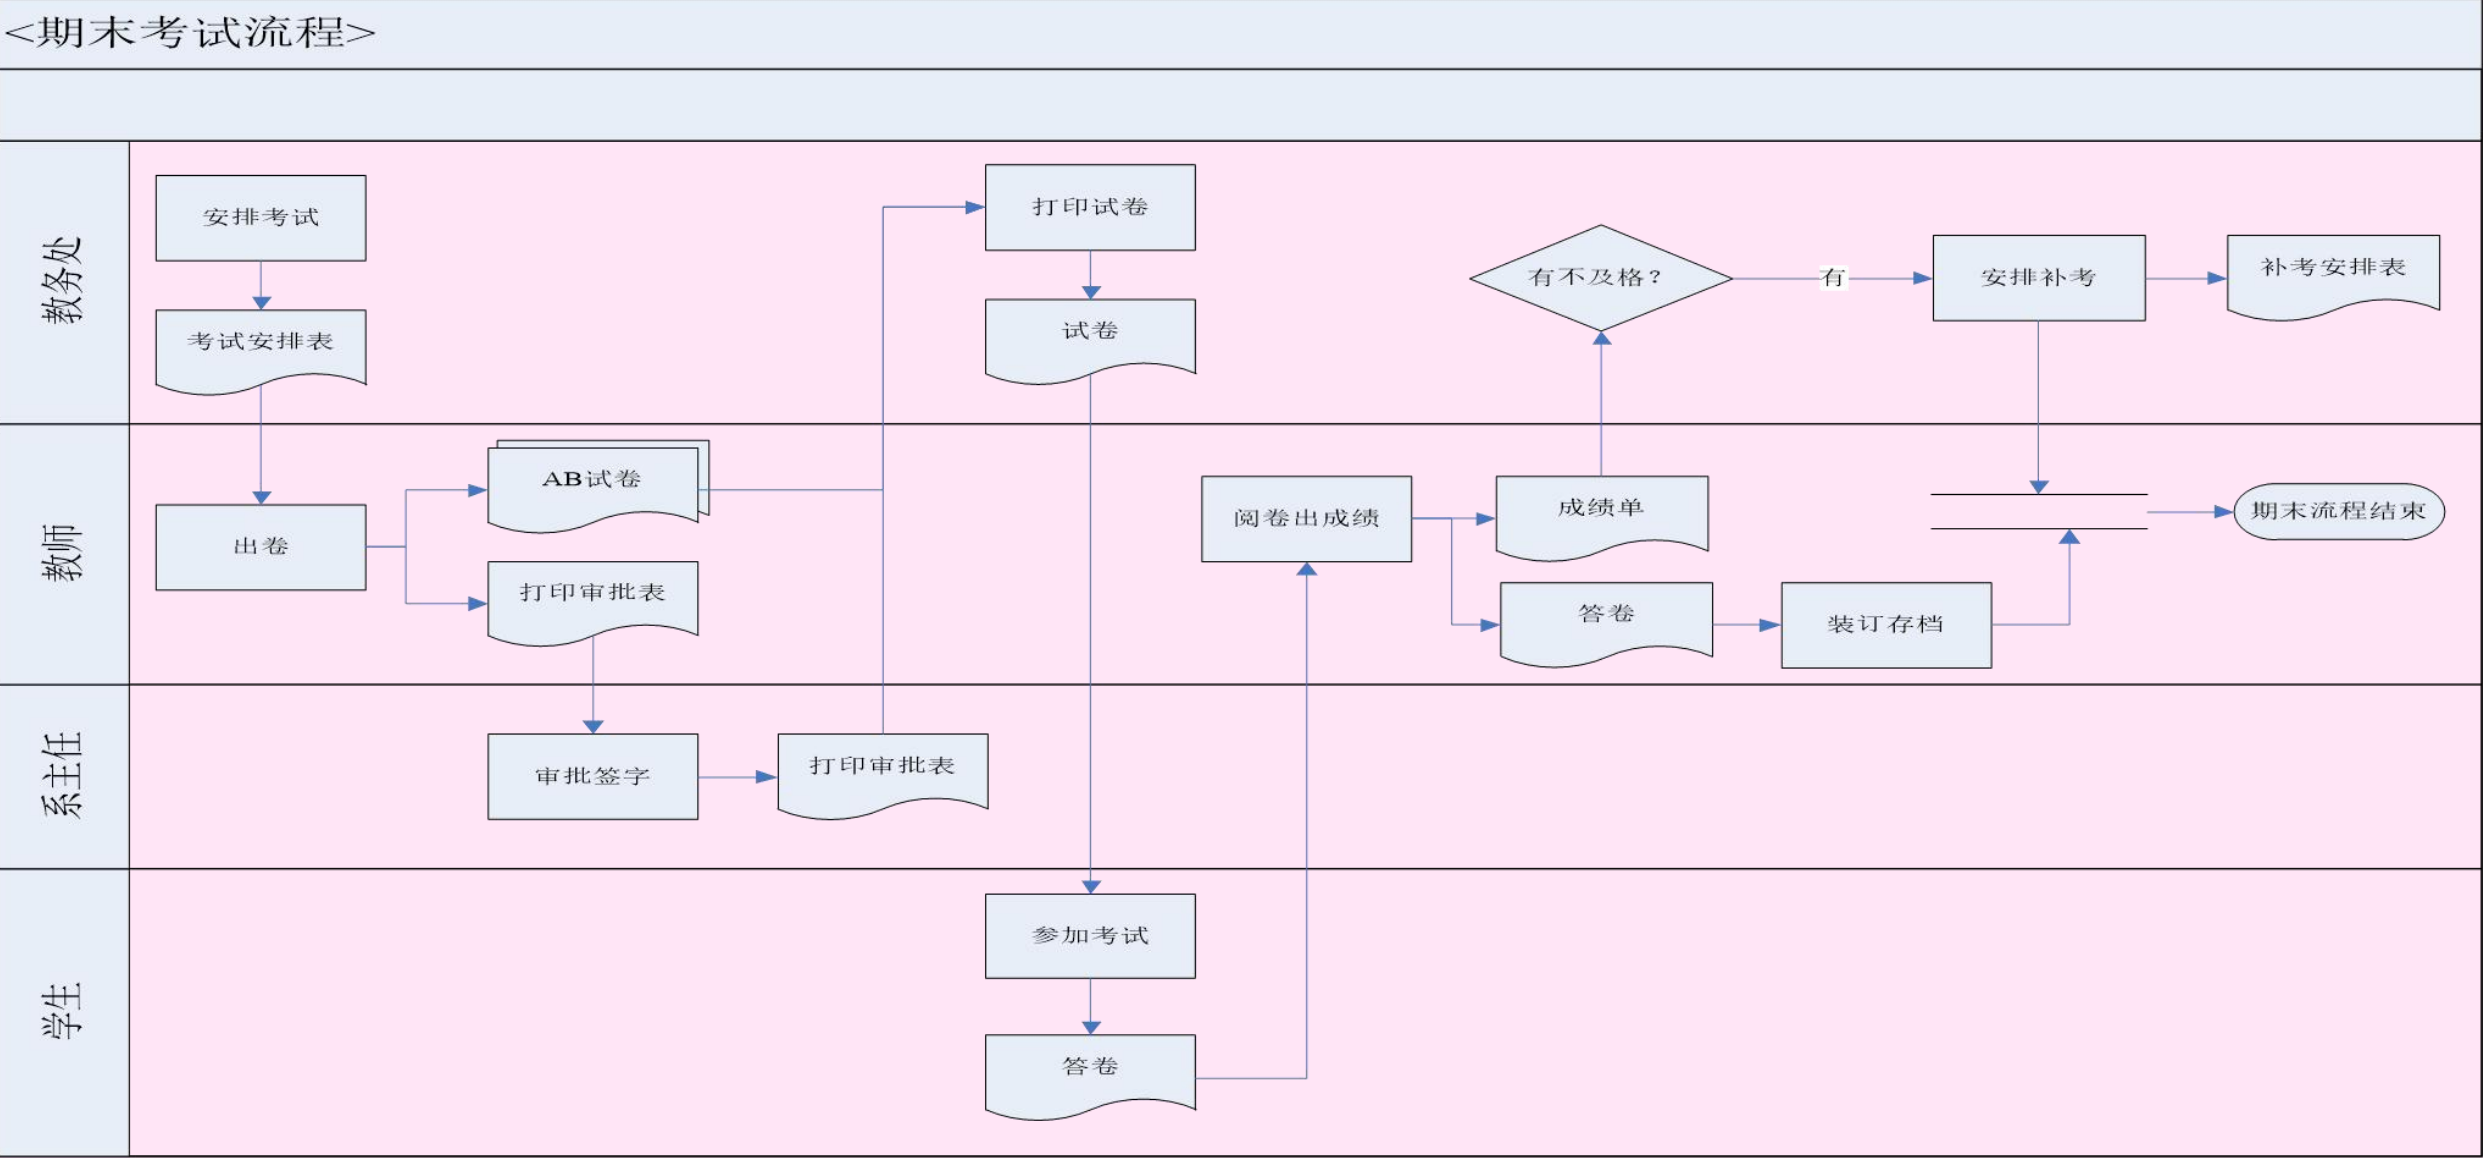 <期末考试流程>
教务处
安排考试
考试安排表
打印试卷
试卷
有不及格?
有
安排补考
补考安排表
教师
出卷
AB试卷
打印审批表
阅卷出成绩
成绩单
答卷
装订存档
期末流程结束
系主任
审批签字
打印审批表
学生
参加考试
答卷